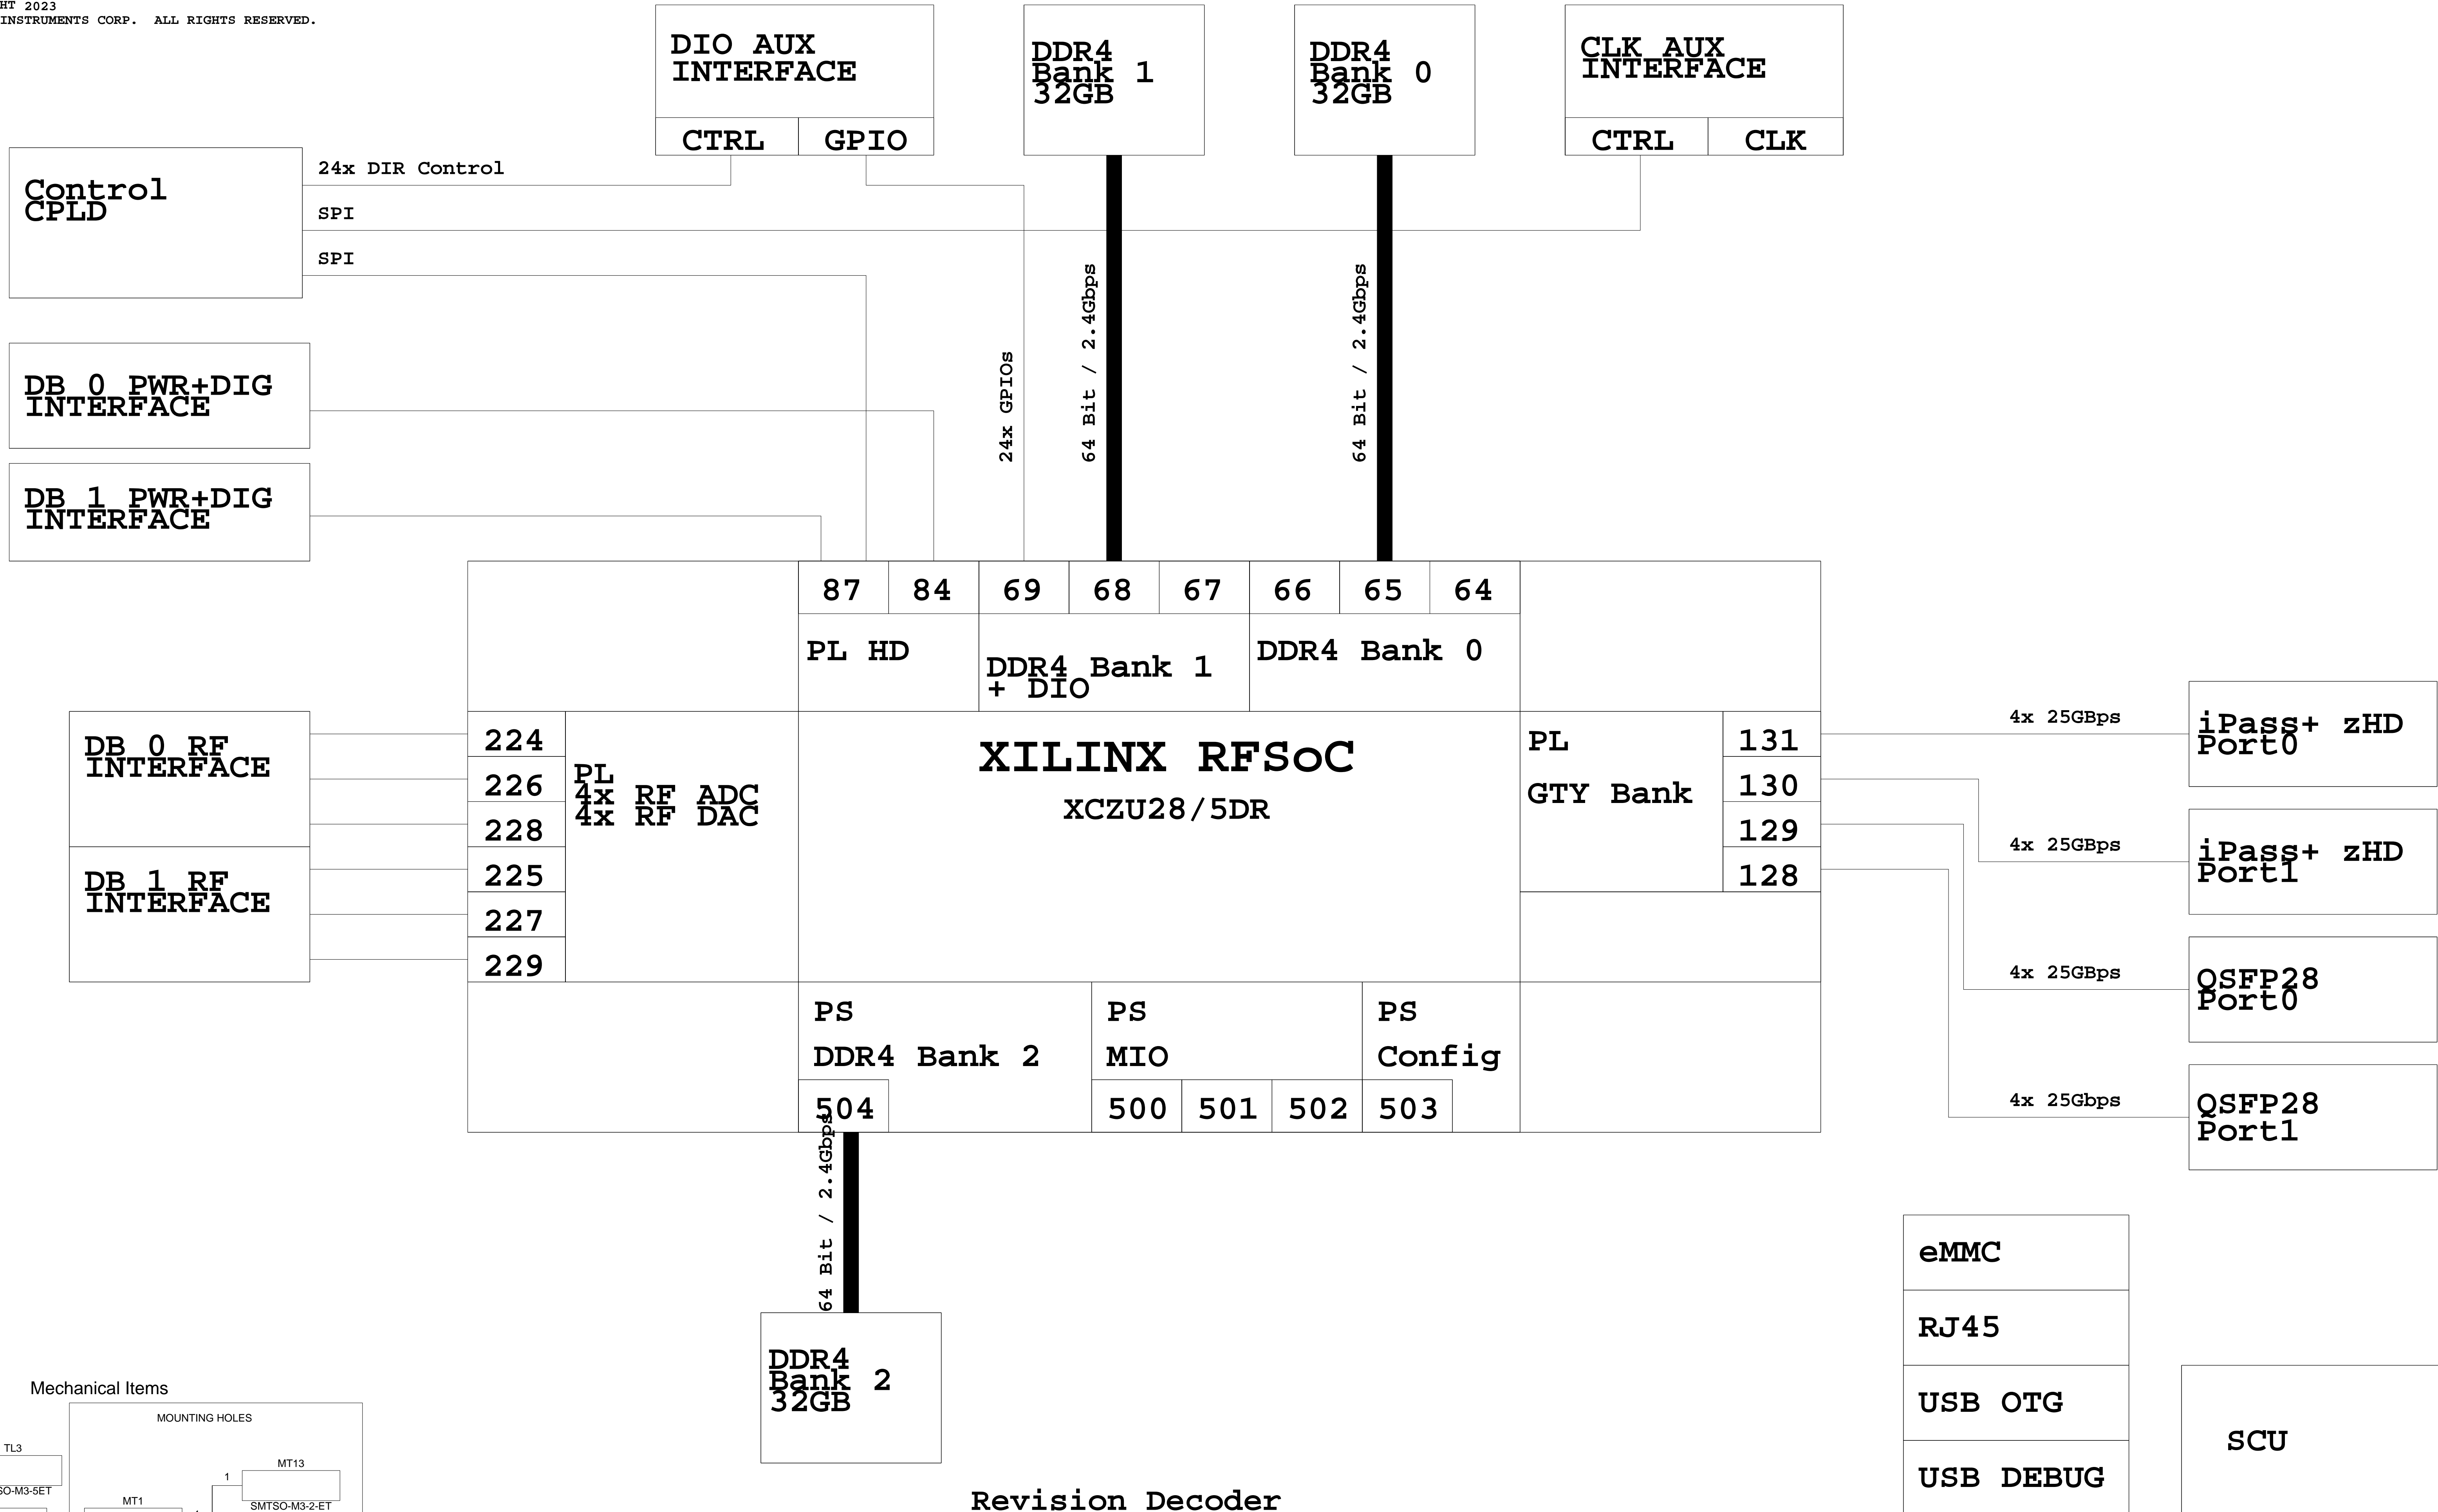 HT 2023
INSTRUMENTS CORP. ALL RIGHTS RESERVED.
DIO AUX
INTERFACE
CTRL
GPIO
DDR4
Bank 1
32GB
DDR4
Bank 0
32GB
CLK AUX
INTERFACE
CTRL
CLK
Control
CPLD
24x DIR Control
SPI
SPI
DB 0 PWR+DIG
INTERFACE
DB 1 PWR+DIG
INTERFACE
24x GPIOs
64 Bit / 2.4Gbps
64 Bit / 2.4Gbps
87
84
69
68
67
66
65
64
PL HD
DDR4 Bank 1
+ DIO
DDR4 Bank 0
DB 0 RF
INTERFACE
DB 1 RF
INTERFACE
224
226
228
225
227
229
PL
4x RF ADC
4x RF DAC
XILINX RFSoC
XCZU28/5DR
PL
GTY Bank
131
130
129
128
4x 25GBps
4x 25GBps
4x 25GBps
4x 25Gbps
iPass+ zHD
Port0
iPass+ zHD
Port1
QSFP28
Port0
QSFP28
Port1
PS
DDR4 Bank 2
504
PS
MIO
500
501
502
PS
Config
503
64 Bit / 2.4Gbps
DDR4
Bank 2
32GB
eMMC
RJ45
USB OTG
USB DEBUG
SCU
Mechanical Items
MOUNTING HOLES
TL3
SO-M3-5ET
MT1
1
MT13
SMTSO-M3-2-ET
Revision Decoder